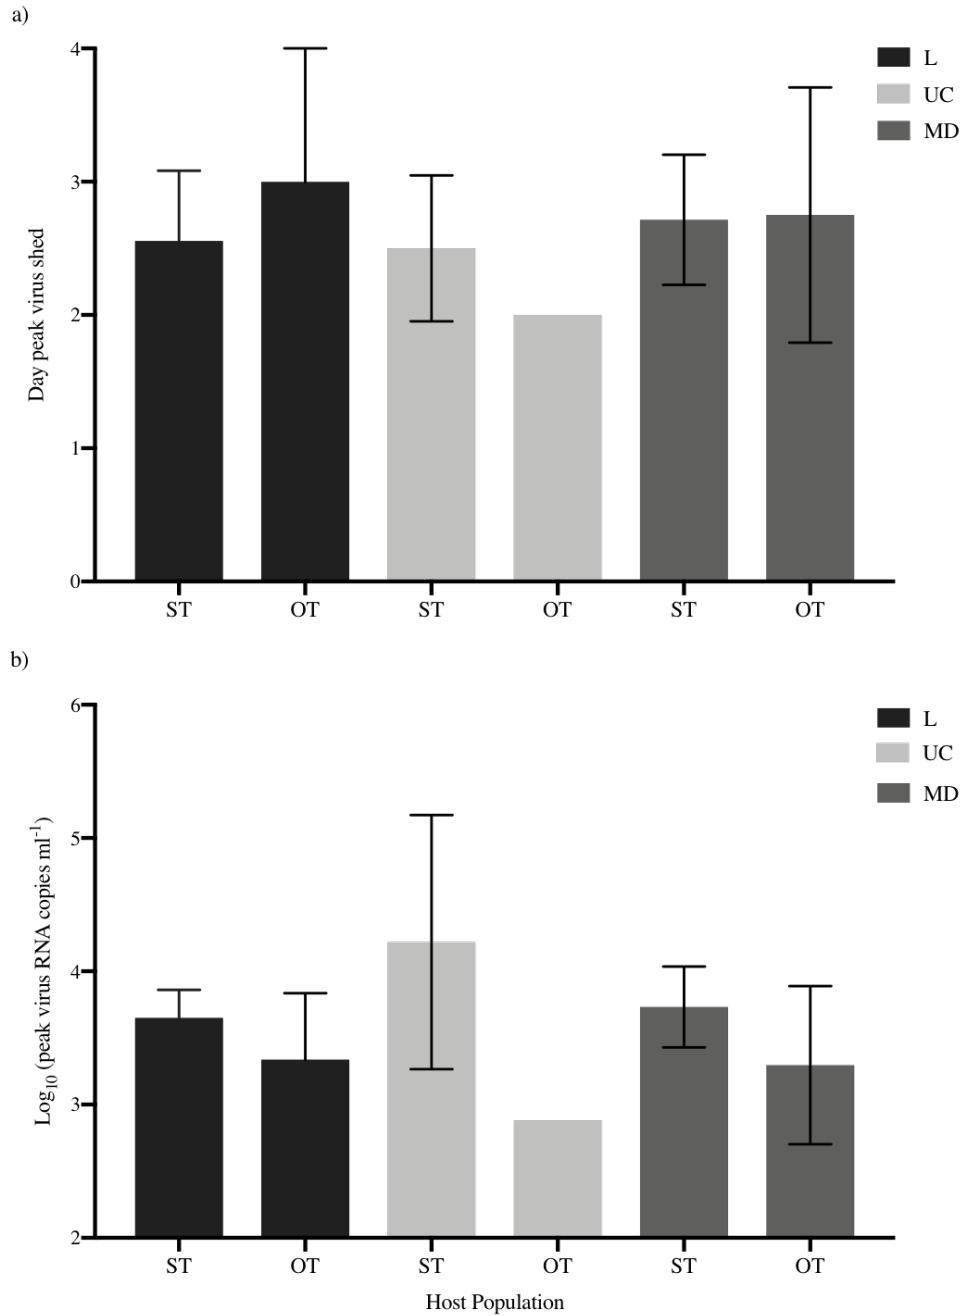 a)
4
3
2
1
0
Day peak virus shed
L
UC
MD
ST OT ST OT ST OT
b)
6
5
4
3
2
Log10 (peak virus RNA copies ml-1)
L
UC
MD
ST OT ST OT ST OT
Host Population